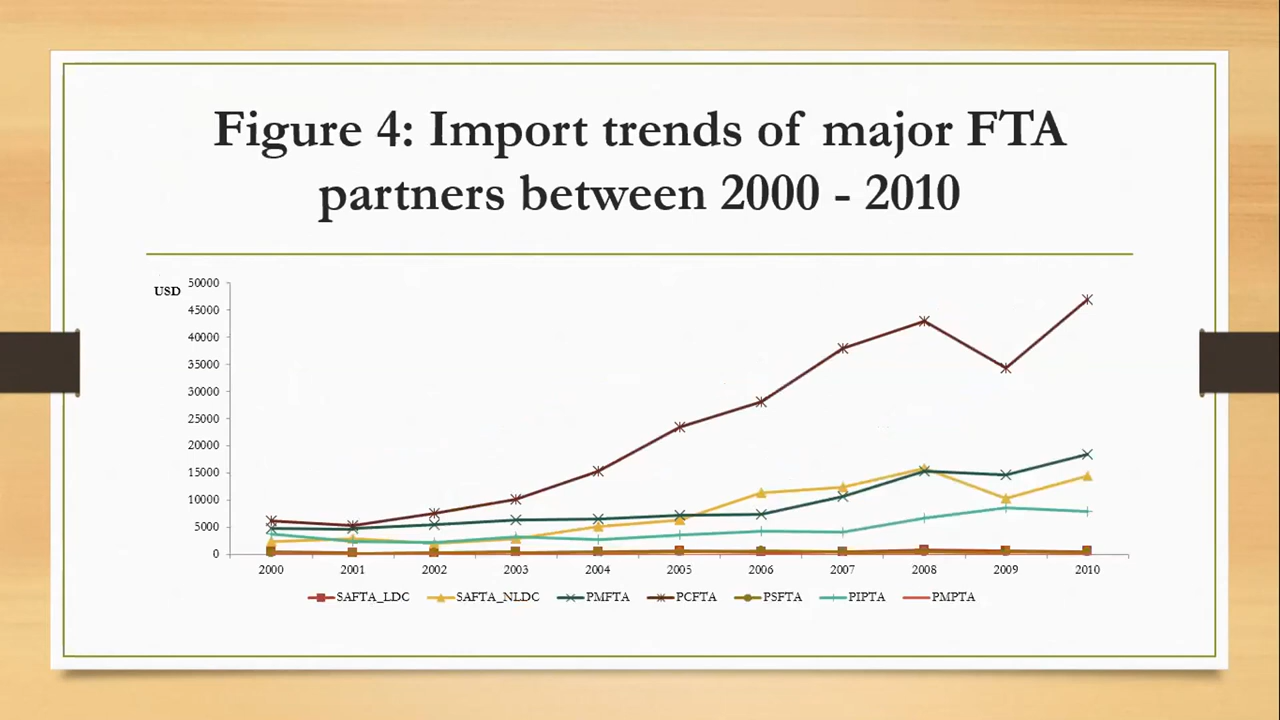 Figure 4: Import trends of major FTA
partners between 2000 - 2010
USD
50000
45000
40000
35000
30000
25000
20000
15000
10000
5000
0
2000 2001 2002 2003 2004 2005 2006 2007 2008 2009 2010
SAFTA_LDC SAFTA_NLDC PMFTA PCFTA PSFTA PIPTA PMPTA